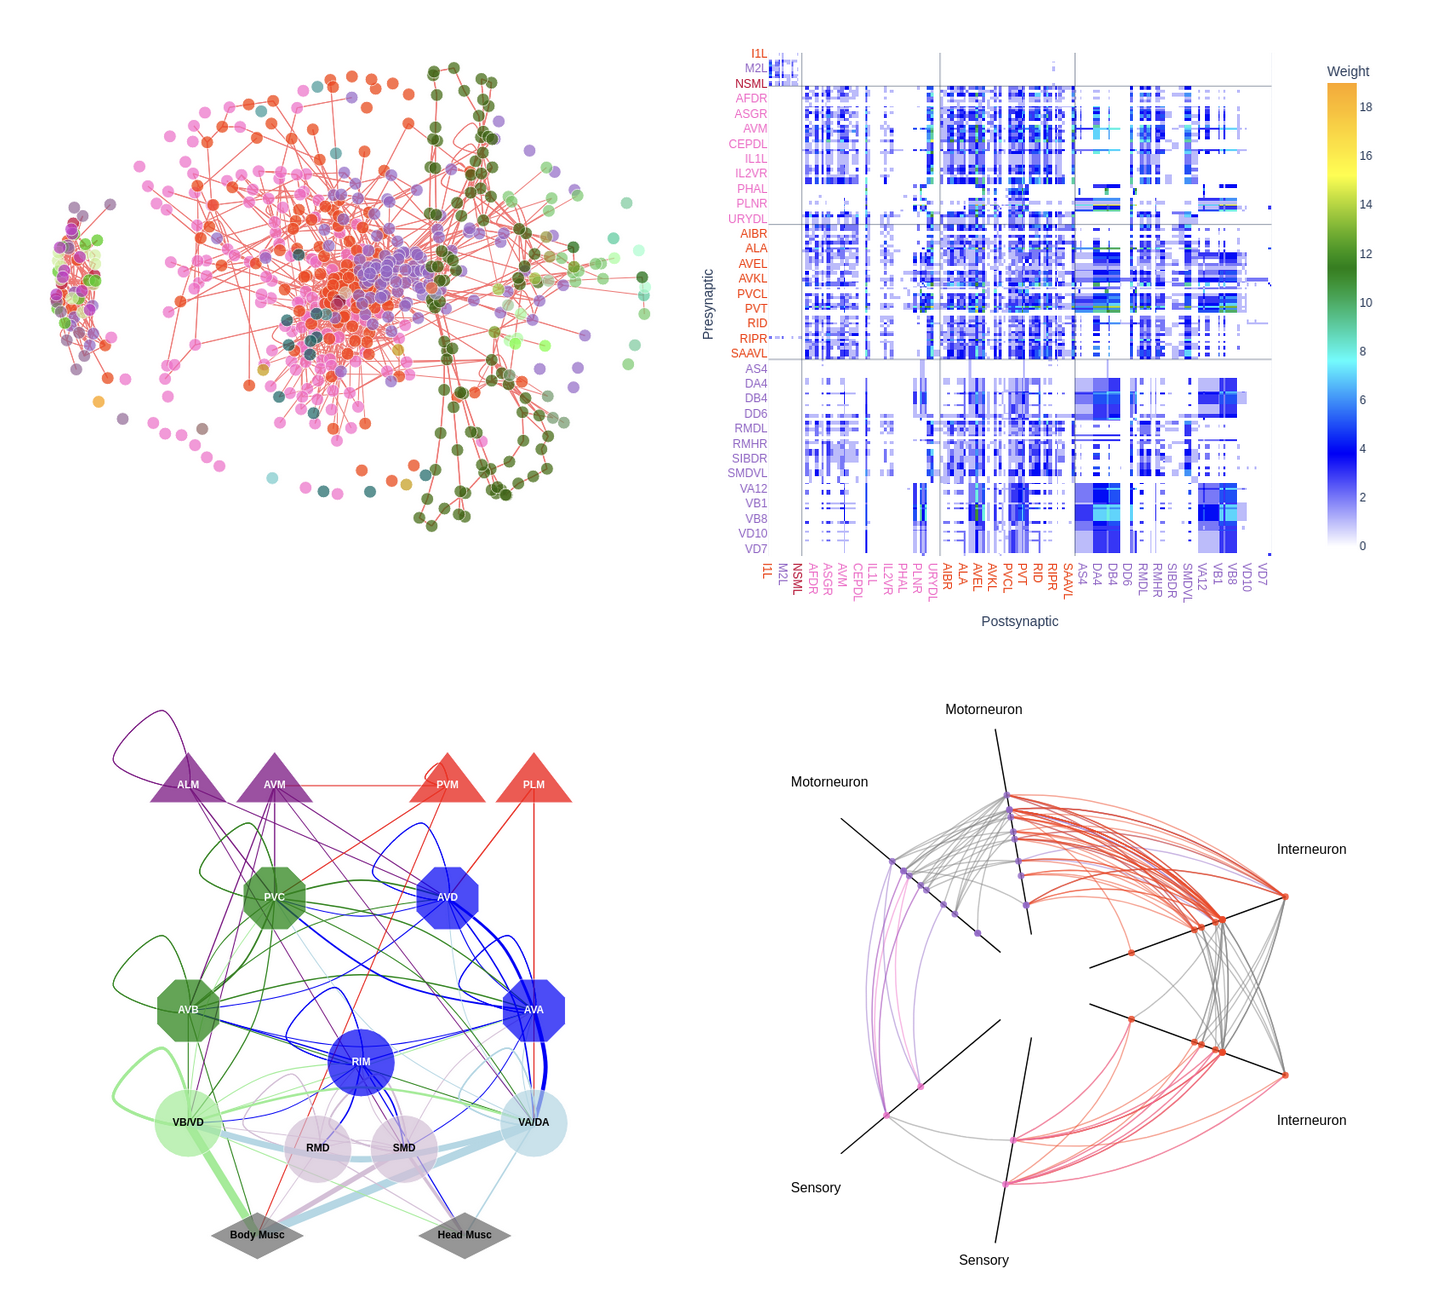 I1L
M2L
NSML
AFDR
ASGR
AVM
CEPDL
IL1L
IL2VR
PHAL
PLNR
URYDL
AIBR
ALA
AVEL
AVKL
PVCL
PVT
RID
RIPR
SAAVL
AS4
DA4
DB4
DD6
RMDL
RMHR
SIBDR
SMDVL
VA12
VB1
VB8
VD10
VD7
Presynaptic
I1L
M2L
NSML
AFDR
ASGR
AVM
CEPDL
IL1L
IL2VR
PHAL
PLNR
URYDL
AIBR
ALA
AVEL
AVKL
PVCL
PVT
RID
RIPR
SAAVL
AS4
DA4
DB4
DD6
RMDL
RMHR
SIBDR
SMDVL
VA12
VB1
VB8
VD10
VD7
Postsynaptic
Weight
18
16
14
12
10
8
6
4
2
0
ALM
AVM
PVM
PLM
PVC
AVD
AVB
AVA
RIM
VB/VD
RMD
SMD
VA/DA
Body Musc
Head Musc
Motorneuron
Motorneuron
Interneuron
Interneuron
Sensory
Sensory